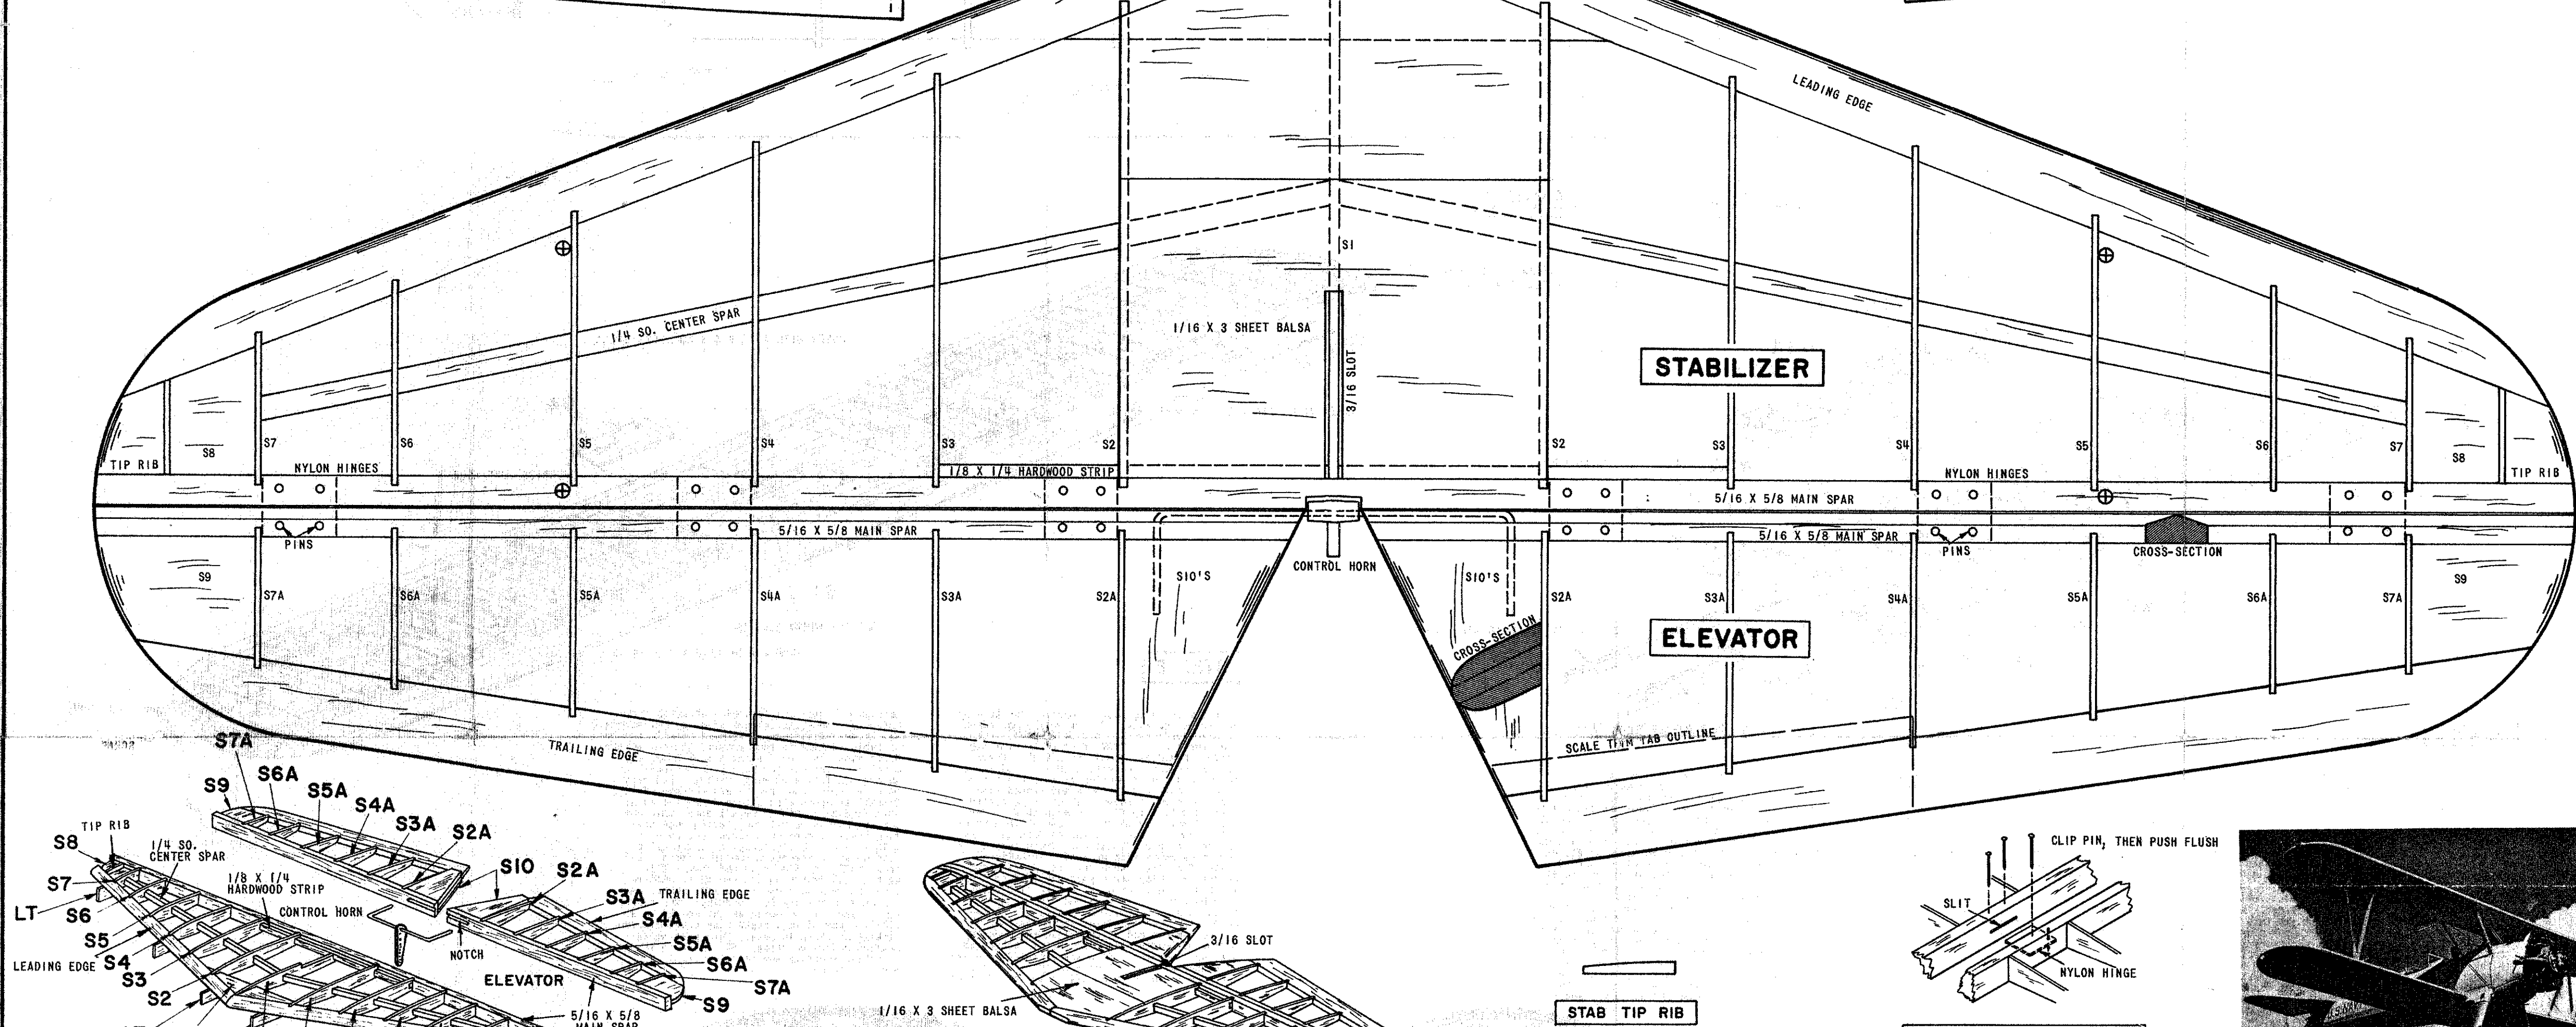 LEADING EDGE
S1
1/4 SQ. CENTER SPAR
1/16 X 3 SHEET BALSA
3/16 SLOT
STABILIZER
S7
S6
S5
S4
S3
S2
S2
S3
S4
S5
S6
S7
S8
S8
TIP RIB
NYLON HINGES
1/8 X 1/4 HARDWOOD STRIP
NYLON HINGES
TIP RIB
5/16 X 5/8 MAIN SPAR
5/16 X 5/8 MAIN SPAR
5/16 X 5/8 MAIN SPAR
PINS
PINS
CROSS-SECTION
CONTROL HORN
S9
S10'S
S10'S
S9
S7A
S6A
S5A
S4A
S3A
S2A
S2A
S3A
S4A
S5A
S6A
S7A
CROSS-SECTION
ELEVATOR
TRAILING EDGE
SCALE TRIM TAB OUTLINE
S7A
S9
S6A
S5A
S4A
S3A
S2A
TIP RIB
S8
1/4 SQ.
CENTER SPAR
1/8 X 1/4
HARDWOOD STRIP
S10
S2A
S7
LT
S6
CONTROL HORN
S3A
TRAILING EDGE
S4A
S5
NOTCH
S5A
LEADING EDGE
S4
S6A
S3
ELEVATOR
S7A
S2
S9
5/16 X 5/8
MAIN SPAR
3/16 SLOT
1/16 X 3 SHEET BALSA
STAB TIP RIB
CLIP PIN, THEN PUSH FLUSH
SLIT
NYLON HINGE